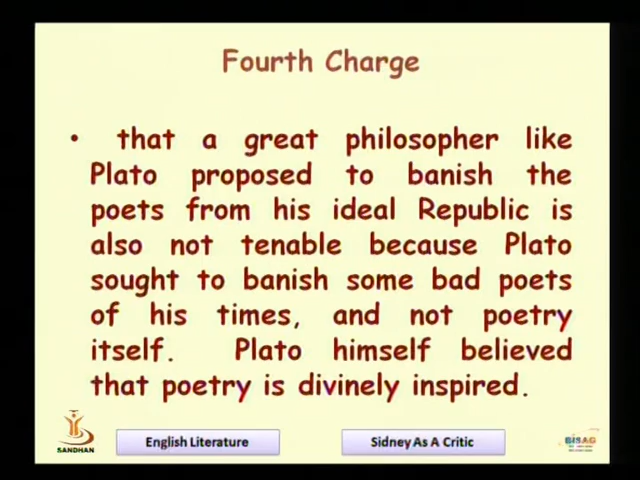 Fourth Charge
• that a great philosopher like
Plato proposed to banish the
poets from his ideal Republic is
also not tenable because Plato
sought to banish some bad poets
of his times, and not poetry
itself. Plato himself believed
that poetry is divinely inspired.
SANDHAN
English Literature
Sidney As A Critic
BISAG